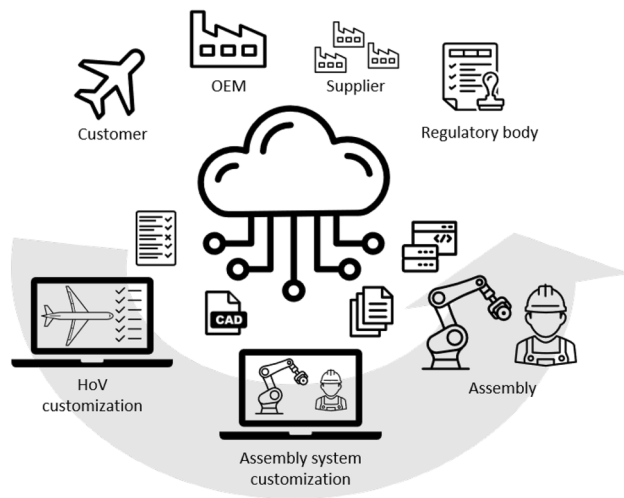 OEM
Supplier
Customer
Regulatory body
</>
CAD
HoV
customization
Assembly
Assembly system
customization